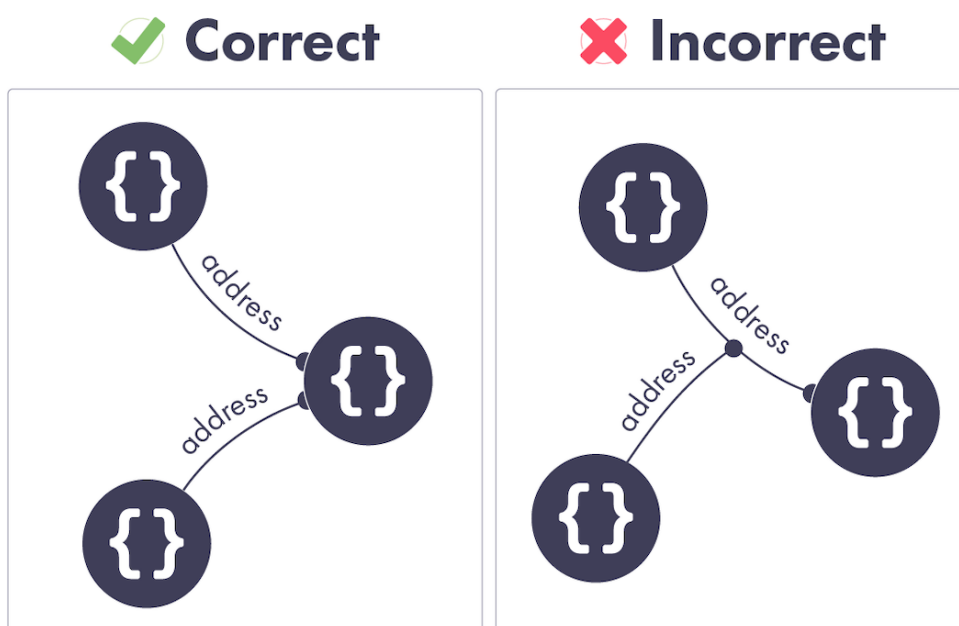 Correct
Incorrect
{}
address
address
{}
{}
{}
address
address
{}
{}